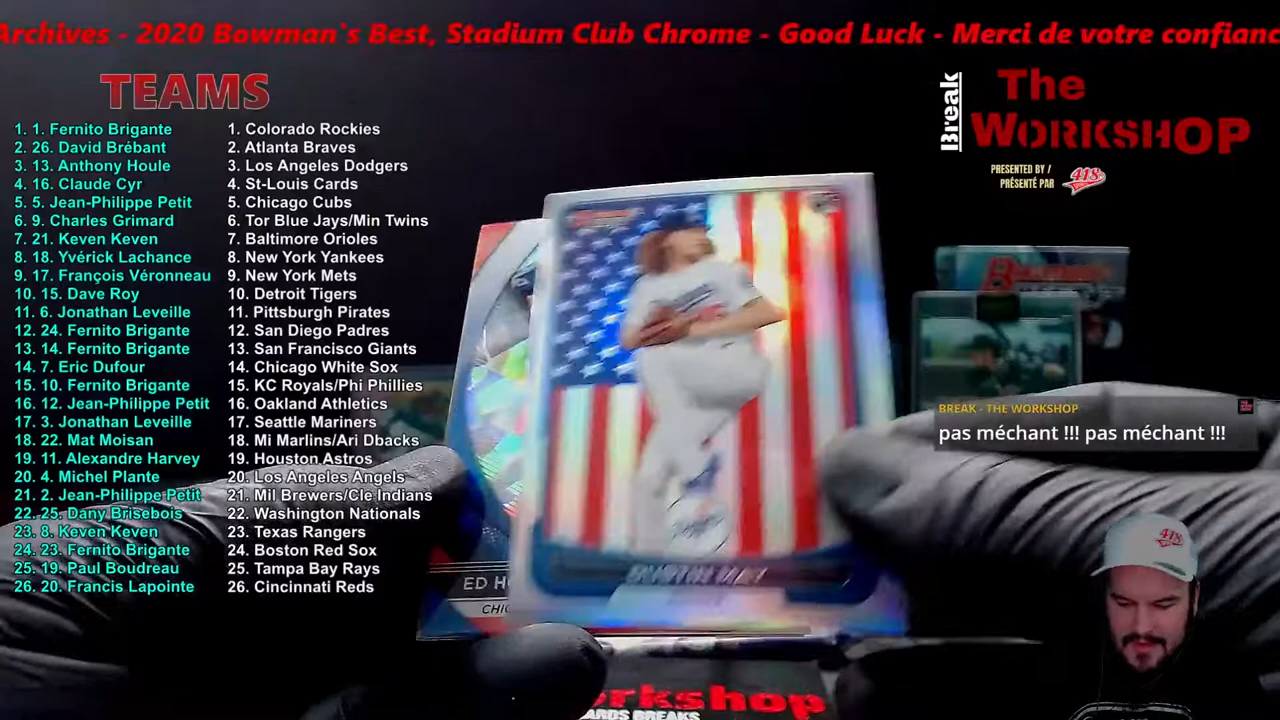 Archives - 2020 Bowman's Best, Stadium Club Chrome - Good Luck - Merci de votre confianc
TEAMS
1. 1. Fernito Brigante
2. 26. David Brébant
3. 13. Anthony Houle
4. 16. Claude Cyr
5. 5. Jean-Philippe Petit
6. 9. Charles Grimard
7. 21. Keven Keven
8. 18. Yvérick Lachance
9. 17. François Véronneau
10. 15. Dave Roy
11. 6. Jonathan Leveille
12. 24. Fernito Brigante
13. 14. Fernito Brigante
14. 7. Eric Dufour
15. 10. Fernito Brigante
16. 12. Jean-Philippe Petit
17. 3. Jonathan Leveille
18. 22. Mat Moisan
19. 11. Alexandre Harvey
20. 4. Michel Plante
21. 2. Jean-Philippe Petit
22. 25. Dany Brisebois
23. 8. Keven Keven
24. 23. Fernito Brigante
25. 19. Paul Boudreau
26. 20. Francis Lapointe
1. Colorado Rockies
2. Atlanta Braves
3. Los Angeles Dodgers
4. St-Louis Cards
5. Chicago Cubs
6. Tor Blue Jays/Min Twins
7. Baltimore Orioles
8. New York Yankees
9. New York Mets
10. Detroit Tigers
11. Pittsburgh Pirates
12. San Diego Padres
13. San Francisco Giants
14. Chicago White Sox
15. KC Royals/Phi Phillies
16. Oakland Athletics
17. Seattle Mariners
18. Mi Marlins/Ari Dbacks
19. Houston Astros
20. Los Angeles Angels
21. Mil Brewers/Cle Indians
22. Washington Nationals
23. Texas Rangers
24. Boston Red Sox
25. Tampa Bay Rays
26. Cincinnati Reds
Break
The
WORKSHOP
PRESENTED BY /
PRÉSENTÉ PAR
418
BREAK - THE WORKSHOP
pas méchant !!! pas méchant !!!
ED H
CHIC
orkshop
ARDS BREAKS
418